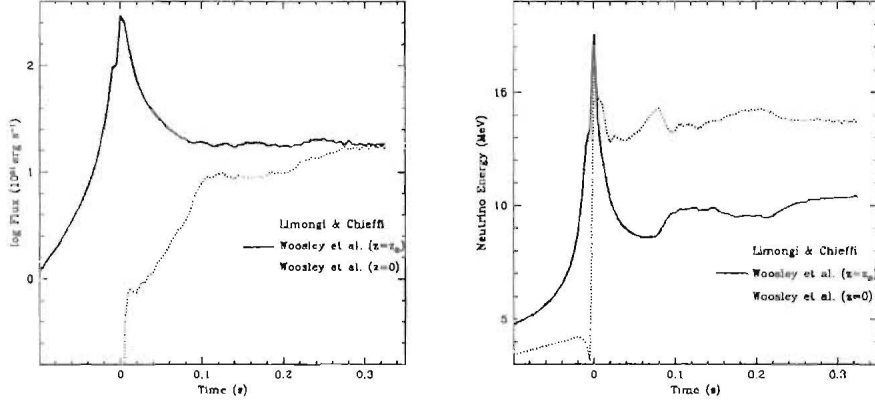 log Flux (10⁵¹ erg s⁻¹)
2
1
0
Limongi & Chieffi
Woosley et al. (z=z⊙)
Woosley et al. (z=0)
0 0.1 0.2 0.3
Time (s)
Neutrino Energy (MeV)
15
10
5
Limongi & Chieffi
Woosley et al. (z=z⊙)
Woosley et al. (z=0)
0 0.1 0.2 0.3
Time (s)